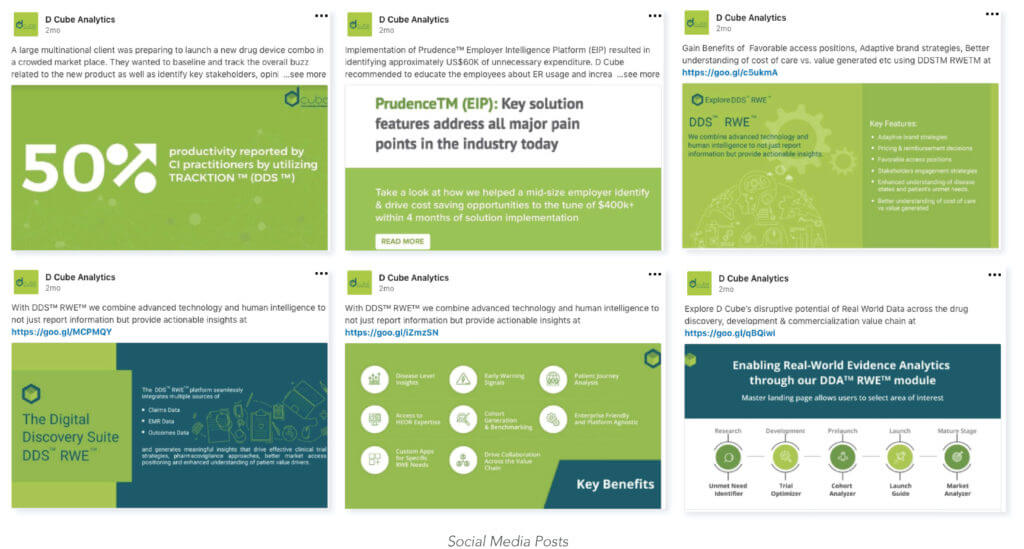 D Cube Analytics
2mo
A large multinational client was preparing to launch a new drug device combo in
a crowded market place. They wanted to baseline and track the overall buzz
related to the new product as well as identify key stakeholders, opini ...see more
dcube
50%
productivity reported by
CI practitioners by utilizing
TRACKTION ™ (DDS ™)
D Cube Analytics
2mo
Implementation of Prudence™ Employer Intelligence Platform (EIP) resulted in
identifying approximately US$60K of unnecessary expenditure. D Cube
recommended to educate the employees about ER usage and increa ...see more
PrudenceTM (EIP): Key solution
features address all major pain
points in the industry today
Take a look at how we helped a mid-size employer identify
& drive cost saving opportunities to the tune of $400k+
within 4 months of solution implementation
READ MORE
D Cube Analytics
2mo
Gain Benefits of Favorable access positions, Adaptive brand strategies, Better
understanding of cost of care vs. value generated etc using DDSTM RWETM at
https://goo.gl/c5ukmA
Explore DDS™ RWE™
DDS™ RWE™
We combine advanced technology and
human intelligence to not just report
information but provide actionable insights.
Key Features:
Adaptive brand strategies
Pricing & reimbursement decisions
Favorable access positions
Stakeholders engagement strategies
Enhanced understanding of disease
states and patient's unmet needs.
Better understanding of cost of care
vs value generated
D Cube Analytics
2mo
With DDS™ RWE™ we combine advanced technology and human intelligence to
not just report information but provide actionable insights at
https://goo.gl/MCPMQY
The Digital
Discovery Suite
DDS™ RWE™
The DDS™ RWE™ platform seamlessly
integrates multiple sources of
Claims Data
EMR Data
Outcomes Data
and generates meaningful insights that drive effective clinical trial
strategies, pharmacovigilance approaches, better market access
positioning and enhanced understanding of patient value drivers.
D Cube Analytics
2mo
With DDS™ RWE™ we combine advanced technology and human intelligence to
not just report information but provide actionable insights at
https://goo.gl/iZmzSN
Disease Level
Insights
Early Warning
Signals
Patient Journey
Analysis
Access to
HEOR Expertise
Cohort
Generation
& Benchmarking
Enterprise Friendly
and Platform Agnostic
Custom Apps
for Specific
RWE Needs
Drive Collaboration
Across the Value
Chain
Key Benefits
D Cube Analytics
2mo
Explore D Cube's disruptive potential of Real World Data across the drug
discovery, development & commercialization value chain at
https://goo.gl/qBQiwi
Enabling Real-World Evidence Analytics
through our DDA™ RWE™ module
Master landing page allows users to select area of interest
Research
Development
Prelaunch
Launch
Mature Stage
Unmet Need
Identifier
Trial
Optimizer
Cohort
Analyzer
Launch
Guide
Market
Analyzer
Social Media Posts